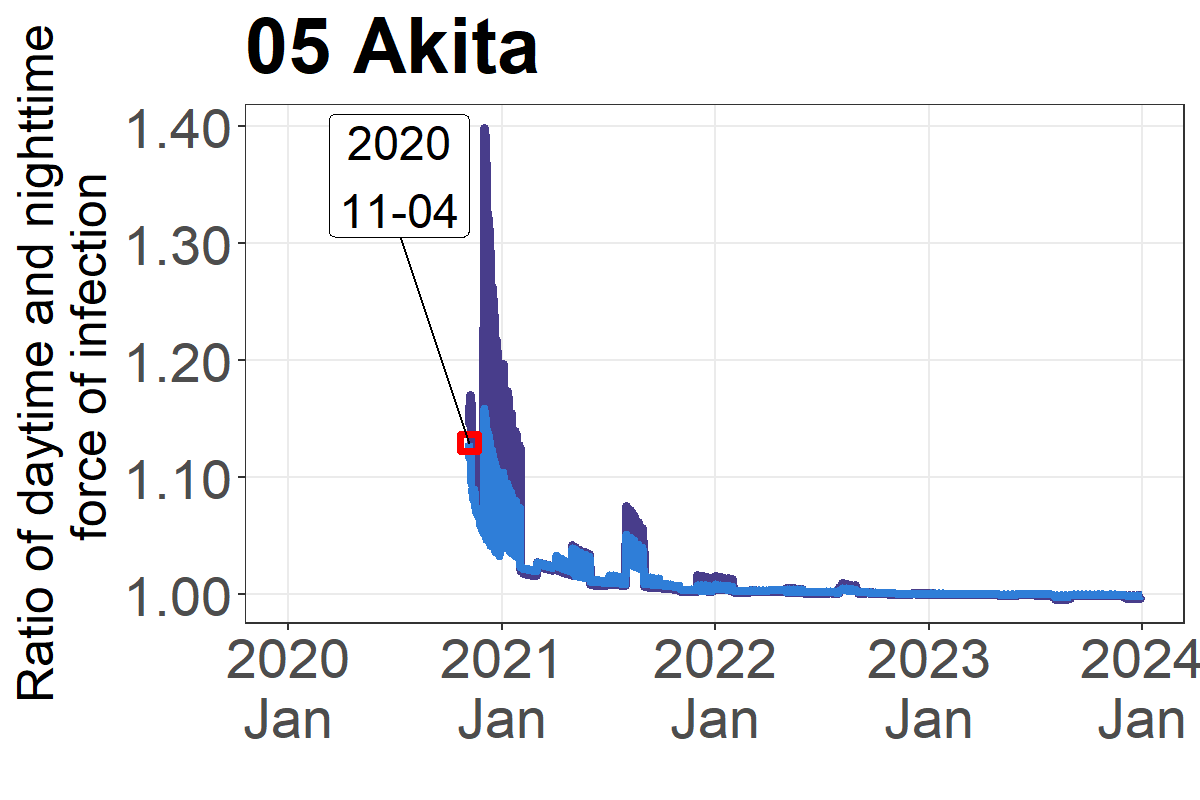 05 Akita
Ratio of daytime and nighttime
force of infection
1.40
1.30
1.20
1.10
1.00
2020
11-04
2020 2021 2022 2023 2024
Jan Jan Jan Jan Jan